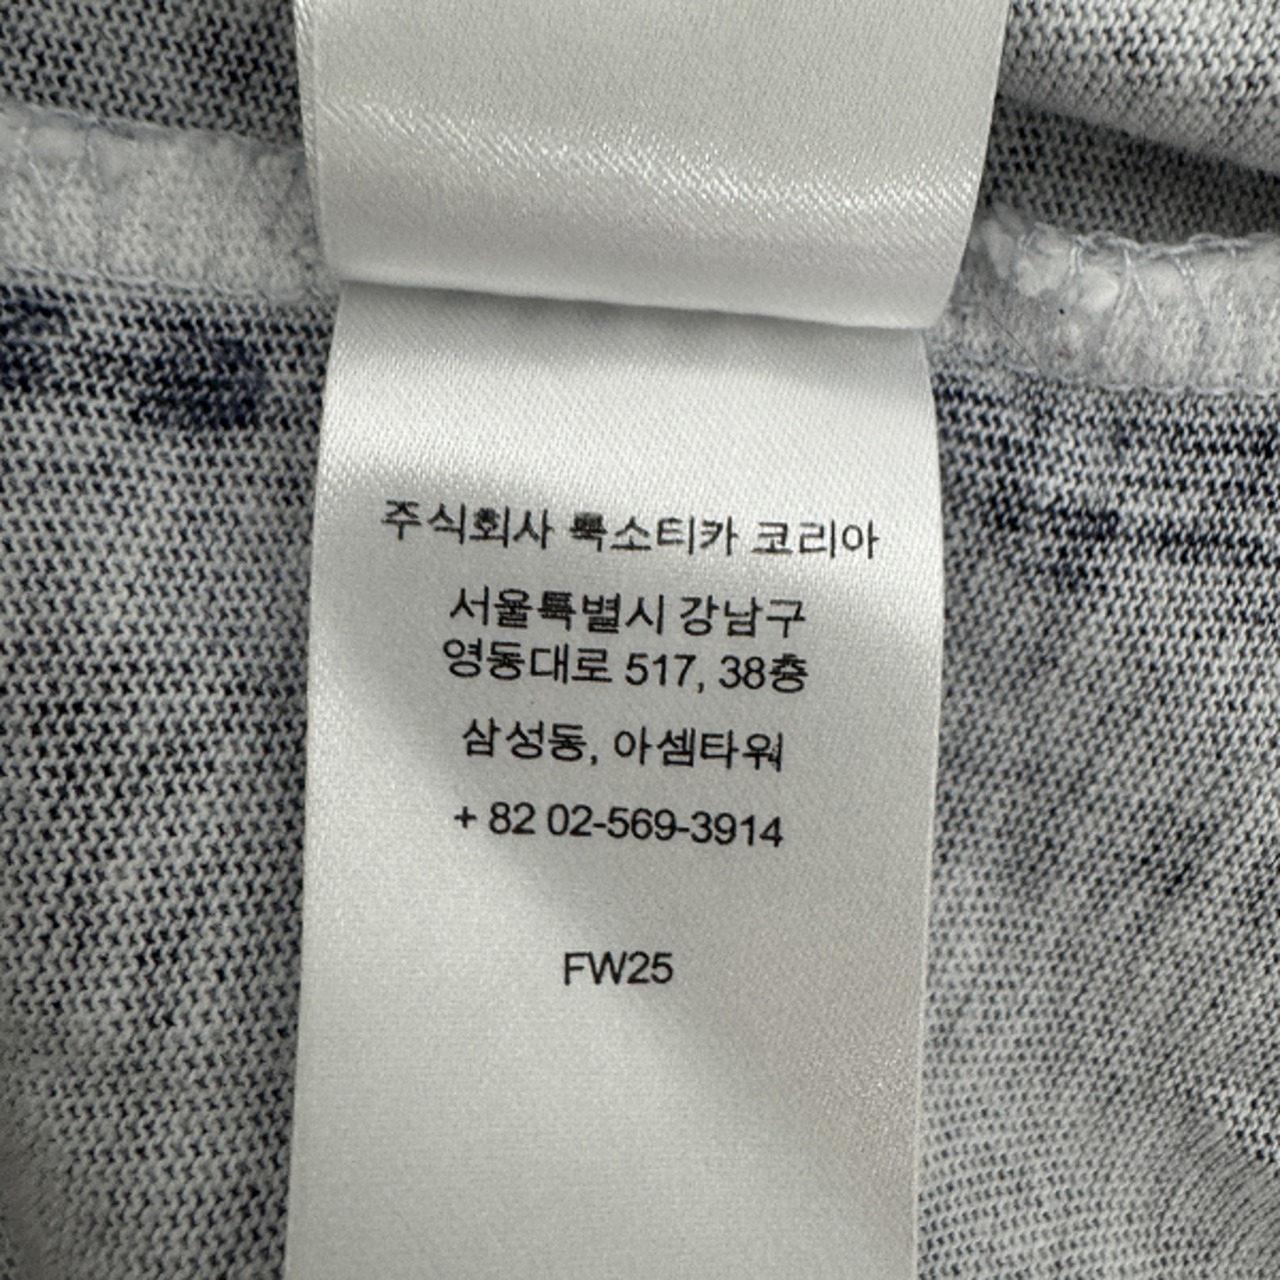 주식회사 룩소티카 코리아
서울특별시 강남구
영동대로 517, 38층
삼성동, 아셈타워
+ 82 02-569-3914
FW25